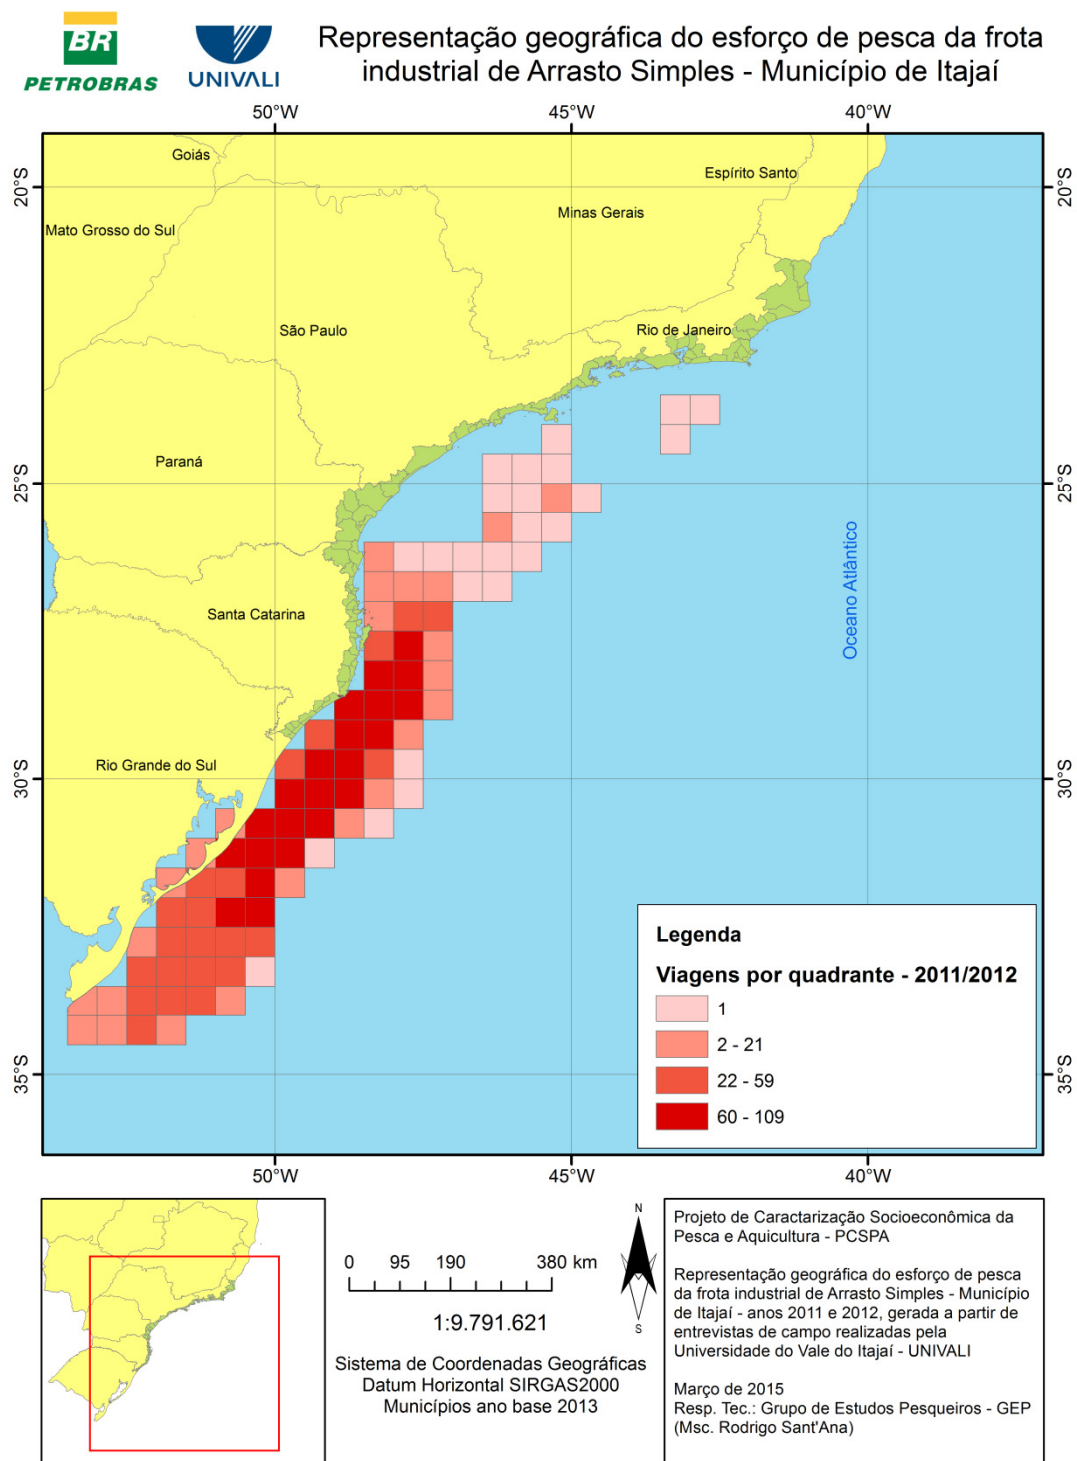 BR
PETROBRAS
UNIVALI
Representação geográfica do esforço de pesca da frota
industrial de Arrasto Simples - Município de Itajaí
50°W 45°W 40°W
Goiás
Espírito Santo
20°S 20°S
Minas Gerais
Mato Grosso do Sul
São Paulo
Rio de Janeiro
Paraná
25°S 25°S
Oceano Atlântico
Santa Catarina
Rio Grande do Sul
30°S 30°S
Legenda
Viagens por quadrante - 2011/2012
1
2 - 21
22 - 59
60 - 109
35°S 35°S
50°W 45°W 40°W
N
S
0 95 190 380 km
1:9.791.621
Sistema de Coordenadas Geográficas
Datum Horizontal SIRGAS2000
Municípios ano base 2013
Projeto de Caractarização Socioeconômica da
Pesca e Aquicultura - PCSPA
Representação geográfica do esforço de pesca
da frota industrial de Arrasto Simples - Município
de Itajaí - anos 2011 e 2012, gerada a partir de
entrevistas de campo realizadas pela
Universidade do Vale do Itajaí - UNIVALI
Março de 2015
Resp. Tec.: Grupo de Estudos Pesqueiros - GEP
(Msc. Rodrigo Sant'Ana)